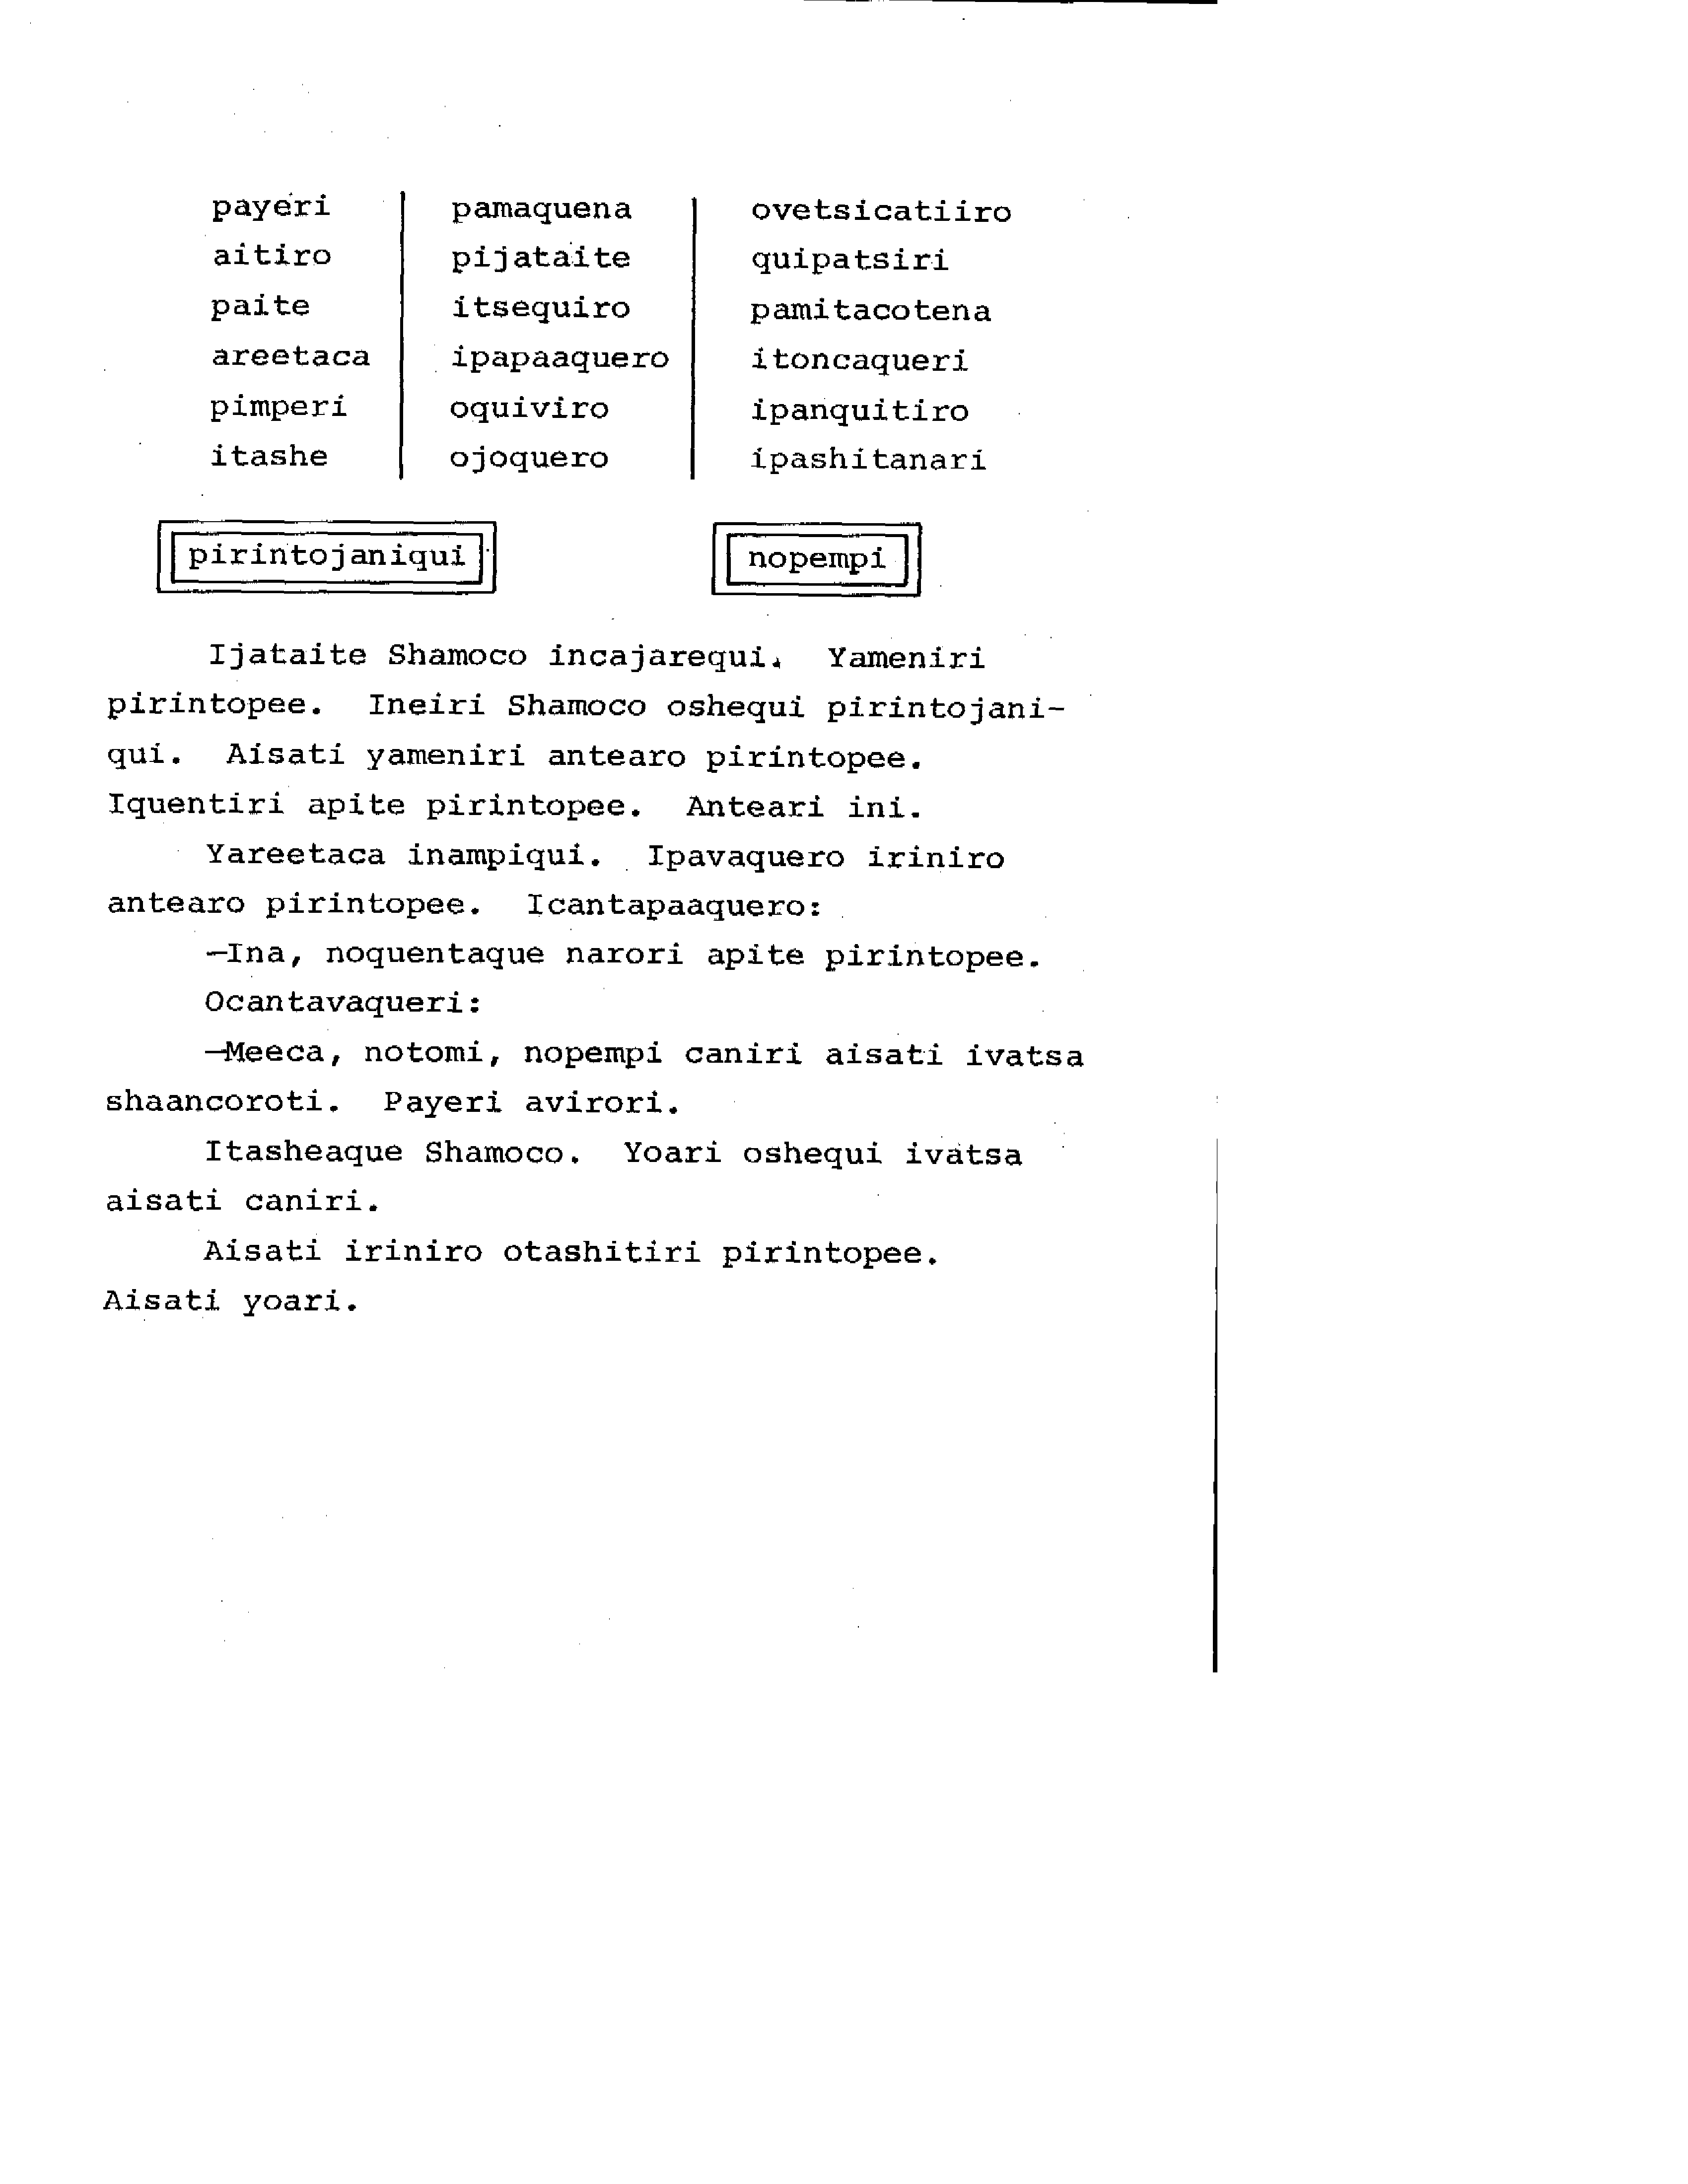 payeri pamaquena ovetsicatiiro
aitiro pijataite quipatsiri
paite itsequiro pamitacotena
areetaca ipapaaquero itoncaqueri
pimperi oquiviro ipanquitiro
itashe ojoquero ipashitanari
pirintojaniqui nopempi
Ijataite Shamoco incajarequi. Yameniri
pirintopee. Ineiri Shamoco oshequi pirintojani-
qui. Aisati yameniri antearo pirintopee.
Iquentiri apite pirintopee. Anteari ini.
Yareetaca inampiqui. Ipavaquero iriniro
antearo pirintopee. Icantapaaquero:
—Ina, noquentaque narori apite pirintopee.
Ocantavaqueri:
—Meeca, notomi, nopempi caniri aisati ivatsa
shaancoroti. Payeri avirori.
Itasheaque Shamoco. Yoari oshequi ivatsa
aisati caniri.
Aisati iriniro otashitiri pirintopee.
Aisati yoari.